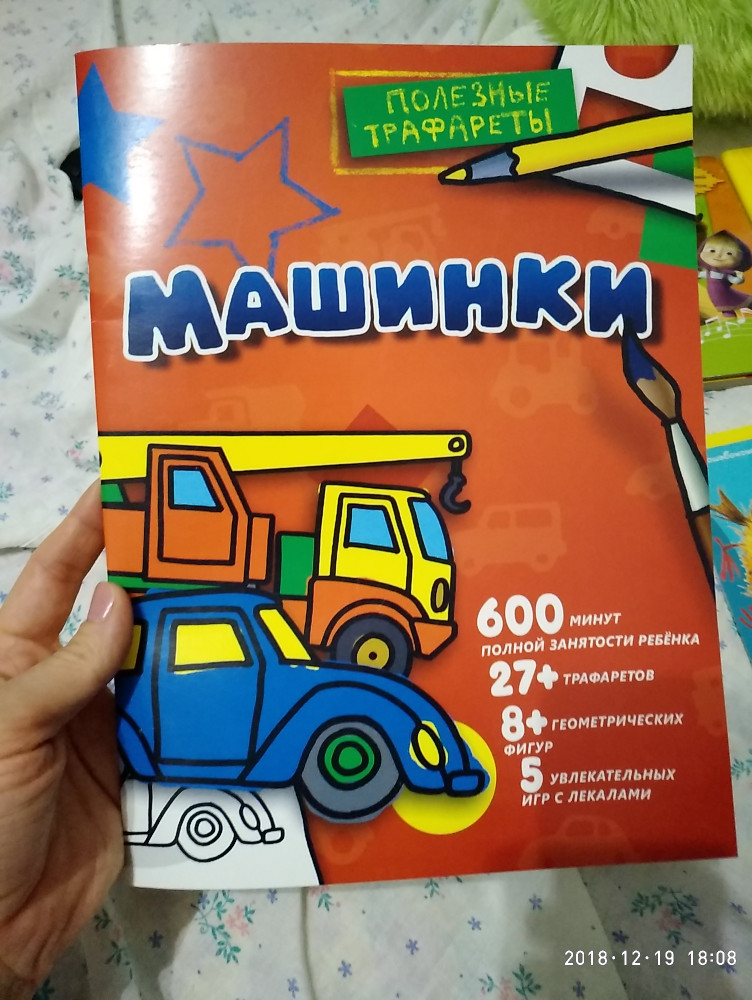 ПОЛЕЗНЫЕ
ТРАФАРЕТЫ
МАШИНКИ
600 МИНУТ
ПОЛНОЙ ЗАНЯТОСТИ РЕБЁНКА
27+ ТРАФАРЕТОВ
8+ ГЕОМЕТРИЧЕСКИХ
ФИГУР
5 УВЛЕКАТЕЛЬНЫХ
ИГР С ЛЕКАЛАМИ
2018·12·19 18:08